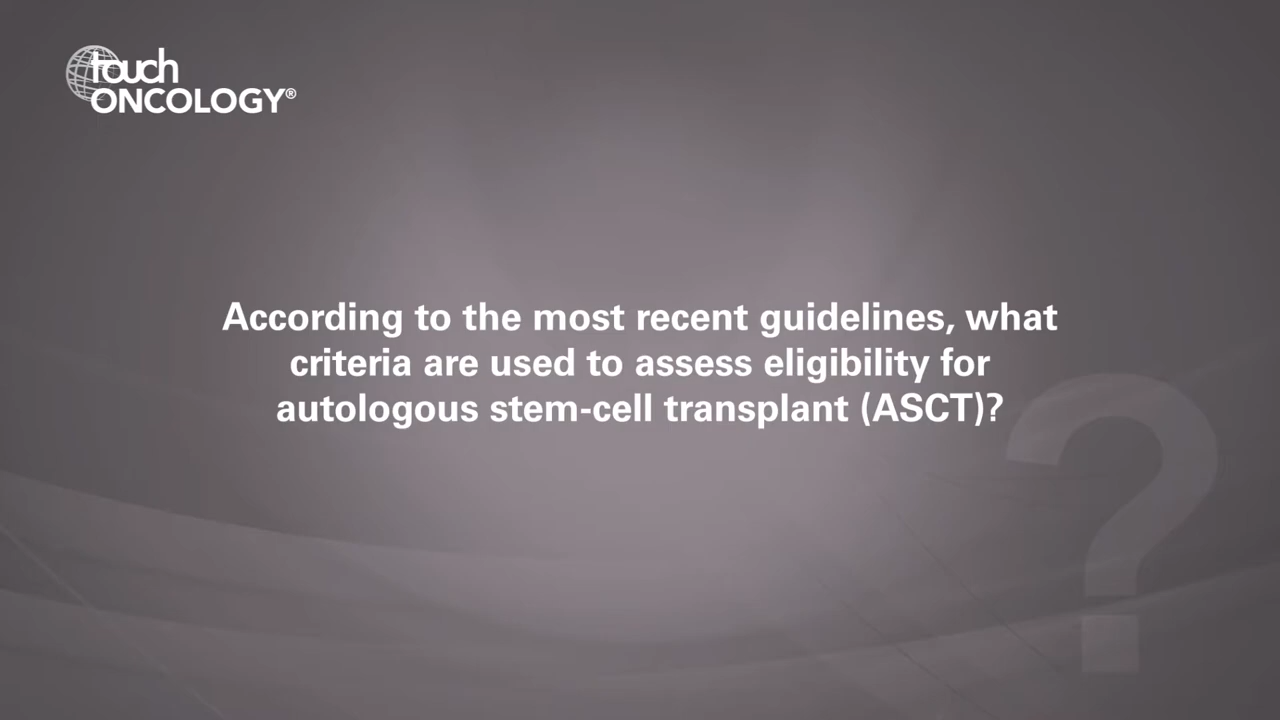 touch
ONCOLOGY®
According to the most recent guidelines, what
criteria are used to assess eligibility for
autologous stem-cell transplant (ASCT)?
?